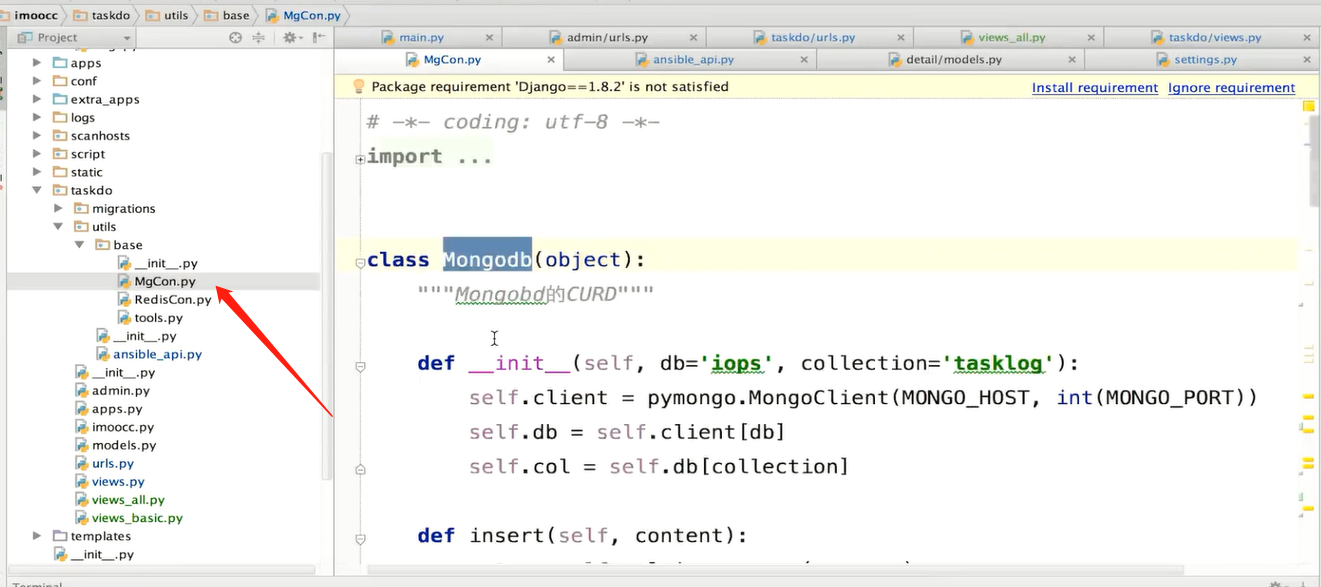 imoocc taskdo utils base MgCon.py
Project
main.py admin/urls.py taskdo/urls.py views_all.py taskdo/views.py
MgCon.py ansible_api.py detail/models.py settings.py
Package requirement 'Django==1.8.2' is not satisfied Install requirement Ignore requirement
apps
conf
extra_apps
logs
scanhosts
script
static
taskdo
migrations
utils
base
__init__.py
MgCon.py
RedisCon.py
tools.py
__init__.py
ansible_api.py
__init__.py
admin.py
apps.py
imoocc.py
models.py
urls.py
views.py
views_all.py
views_basic.py
templates
__init__.py
# -*- coding: utf-8 -*-
import ...
class Mongodb(object):
"""Mongobd的CURD"""
def __init__(self, db='iops', collection='tasklog'):
self.client = pymongo.MongoClient(MONGO_HOST, int(MONGO_PORT))
self.db = self.client[db]
self.col = self.db[collection]
def insert(self, content):
Terminal